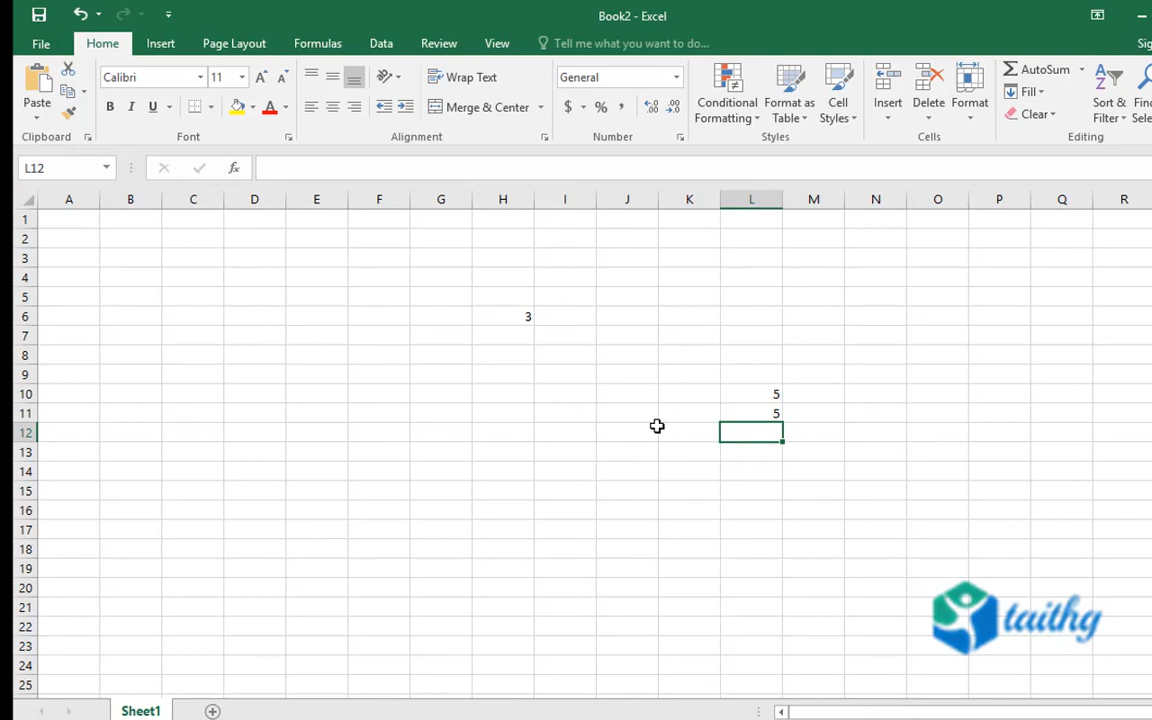 Book2 - Excel
File Home Insert Page Layout Formulas Data Review View Tell me what you want to do...
Calibri 11 Wrap Text General AutoSum
Paste B I U Merge & Center $ % , Conditional Formatting Format as Table Cell Styles Insert Delete Format Fill Clear Sort & Filter
Clipboard Font Alignment Number Styles Cells Editing
L12 fx
A B C D E F G H I J K L M N O P Q R
1
2
3
4
5
6 3
7
8
9
10 5
11 5
12
13
14
15
16
17
18
19
20
21
22
23
24
25
taithg
Sheet1